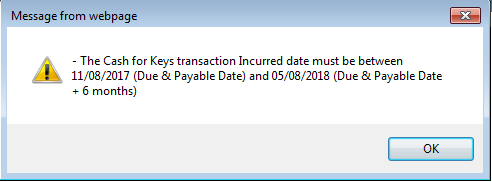 Message from webpage
- The Cash for Keys transaction Incurred date must be between
11/08/2017 (Due & Payable Date) and 05/08/2018 (Due & Payable Date
+ 6 months)
OK